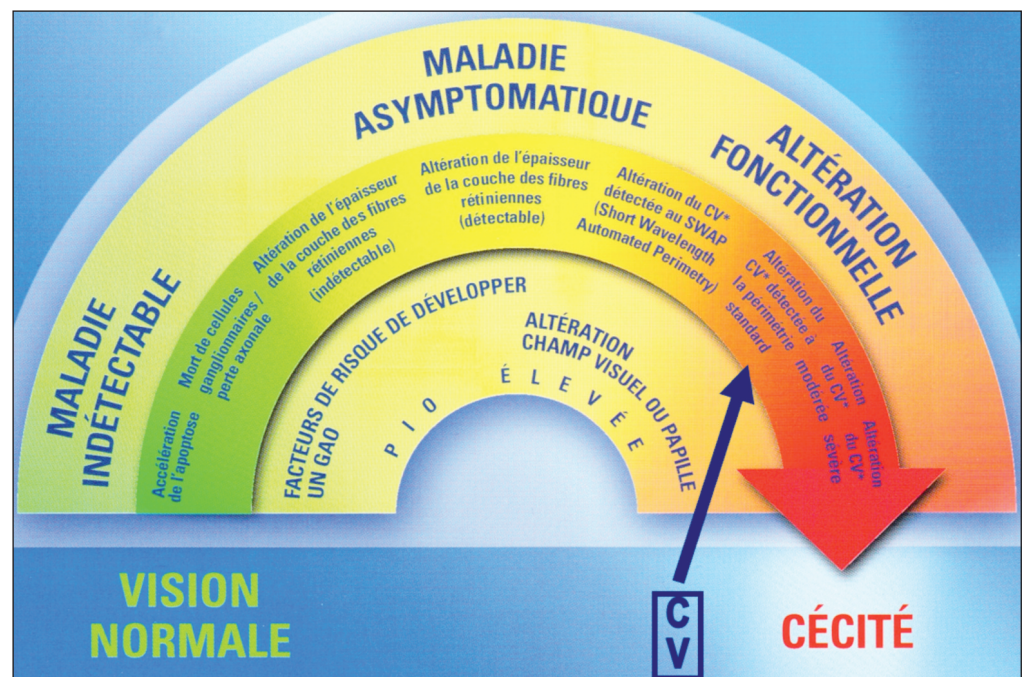 MALADIE
INDÉTECTABLE
MALADIE
ASYMPTOMATIQUE
ALTÉRATION
FONCTIONNELLE
Accélération
de l'apoptose
Mort de cellules
ganglionnaires /
perte axonale
Altération de l'épaisseur
de la couche des fibres
rétiniennes
(indétectable)
Altération de l'épaisseur
de la couche des fibres
rétiniennes
(détectable)
Altération du CV*
détectée au SWAP
(Short Wavelength
Automated Perimetry)
Altération du
CV* détectée à
la périmétrie
standard
Altération
du CV*
modérée
Altération
du CV*
sévère
FACTEURS DE RISQUE DE DÉVELOPPER
UN GAO
ALTÉRATION
CHAMP VISUEL OU PAPILLE
PIO ÉLEVÉE
VISION
NORMALE
C
V
CÉCITÉ